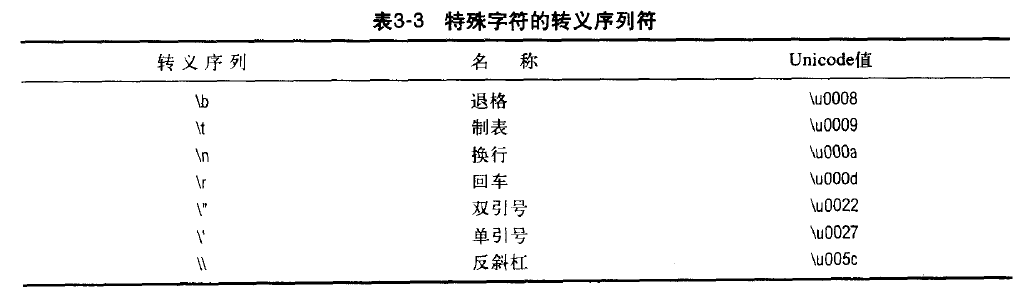 表3-3 特殊字符的转义序列符
转义序列 名称 Unicode值
\b 退格 \u0008
\t 制表 \u0009
\n 换行 \u000a
\r 回车 \u000d
\" 双引号 \u0022
\' 单引号 \u0027
\\ 反斜杠 \u005c